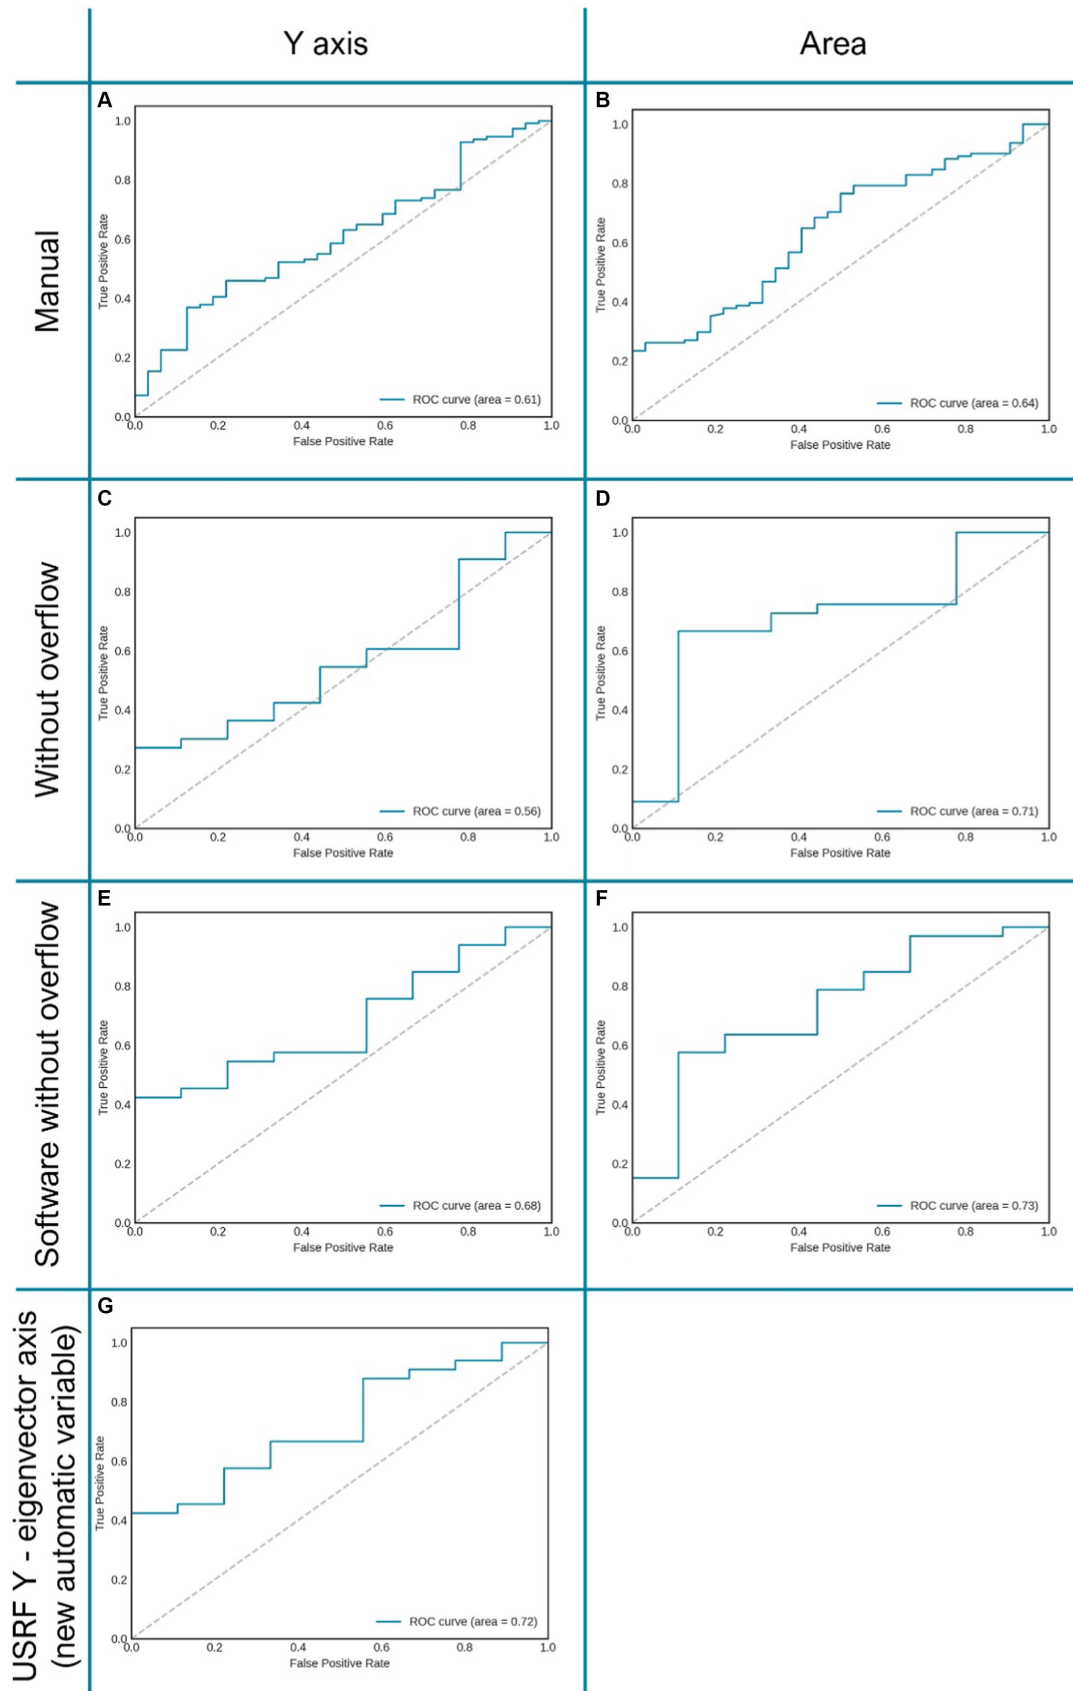 Y axis
Area
Manual
A
1.0
0.8
0.6
0.4
0.2
0.0
True Positive Rate
ROC curve (area = 0.61)
0.0 0.2 0.4 0.6 0.8 1.0
False Positive Rate
B
1.0
0.8
0.6
0.4
0.2
0.0
True Positive Rate
ROC curve (area = 0.64)
0.0 0.2 0.4 0.6 0.8 1.0
False Positive Rate
Without overflow
C
1.0
0.8
0.6
0.4
0.2
0.0
True Positive Rate
ROC curve (area = 0.56)
0.0 0.2 0.4 0.6 0.8 1.0
False Positive Rate
D
1.0
0.8
0.6
0.4
0.2
0.0
True Positive Rate
ROC curve (area = 0.71)
0.0 0.2 0.4 0.6 0.8 1.0
False Positive Rate
Software without overflow
E
1.0
0.8
0.6
0.4
0.2
0.0
True Positive Rate
ROC curve (area = 0.68)
0.0 0.2 0.4 0.6 0.8 1.0
False Positive Rate
F
1.0
0.8
0.6
0.4
0.2
0.0
True Positive Rate
ROC curve (area = 0.73)
0.0 0.2 0.4 0.6 0.8 1.0
False Positive Rate
USRF Y - eigenvector axis
(new automatic variable)
G
1.0
0.8
0.6
0.4
0.2
0.0
True Positive Rate
ROC curve (area = 0.72)
0.0 0.2 0.4 0.6 0.8 1.0
False Positive Rate